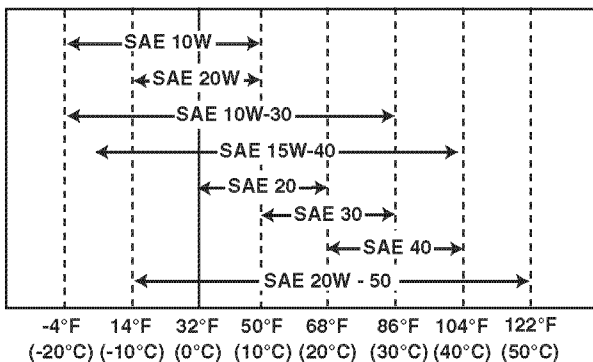 SAE 10W
SAE 20W
SAE 10W-30
SAE 15W-40
SAE 20
SAE 30
SAE 40
SAE 20W - 50
-4°F 14°F 32°F 50°F 68°F 86°F 104°F 122°F
(-20°C) (-10°C) (0°C) (10°C) (20°C) (30°C) (40°C) (50°C)